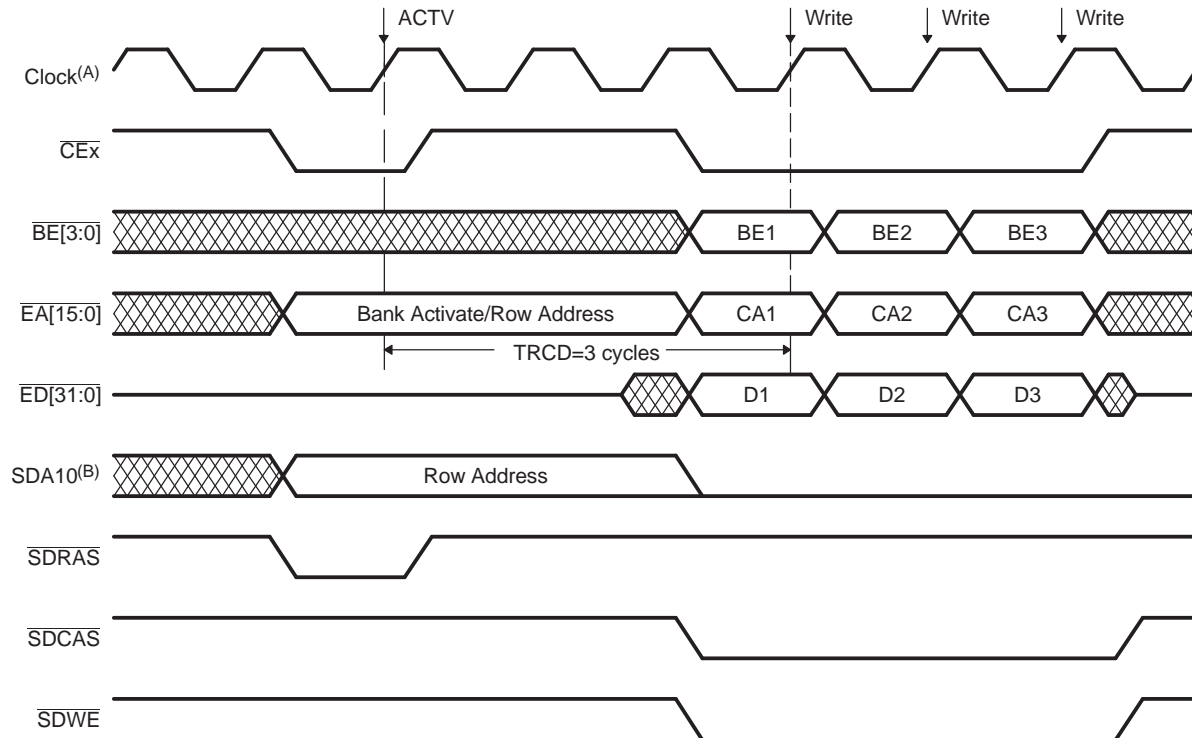 ACTV Write Write Write
Clock(A)
CEx
BE[3:0] BE1 BE2 BE3
EA[15:0] Bank Activate/Row Address CA1 CA2 CA3
TRCD=3 cycles
ED[31:0] D1 D2 D3
SDA10(B) Row Address
SDRAS
SDCAS
SDWE